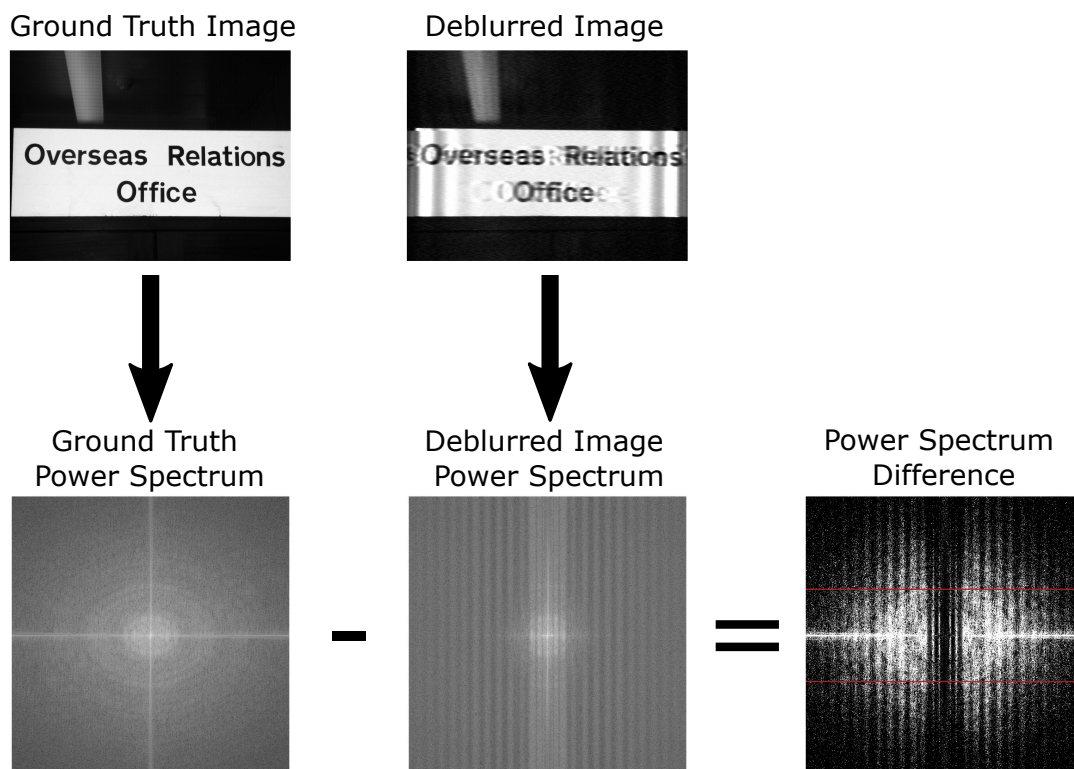 Ground Truth Image
Deblurred Image
Overseas Relations
Office
Overseas Relations
Office
Ground Truth
Power Spectrum
Deblurred Image
Power Spectrum
Power Spectrum
Difference